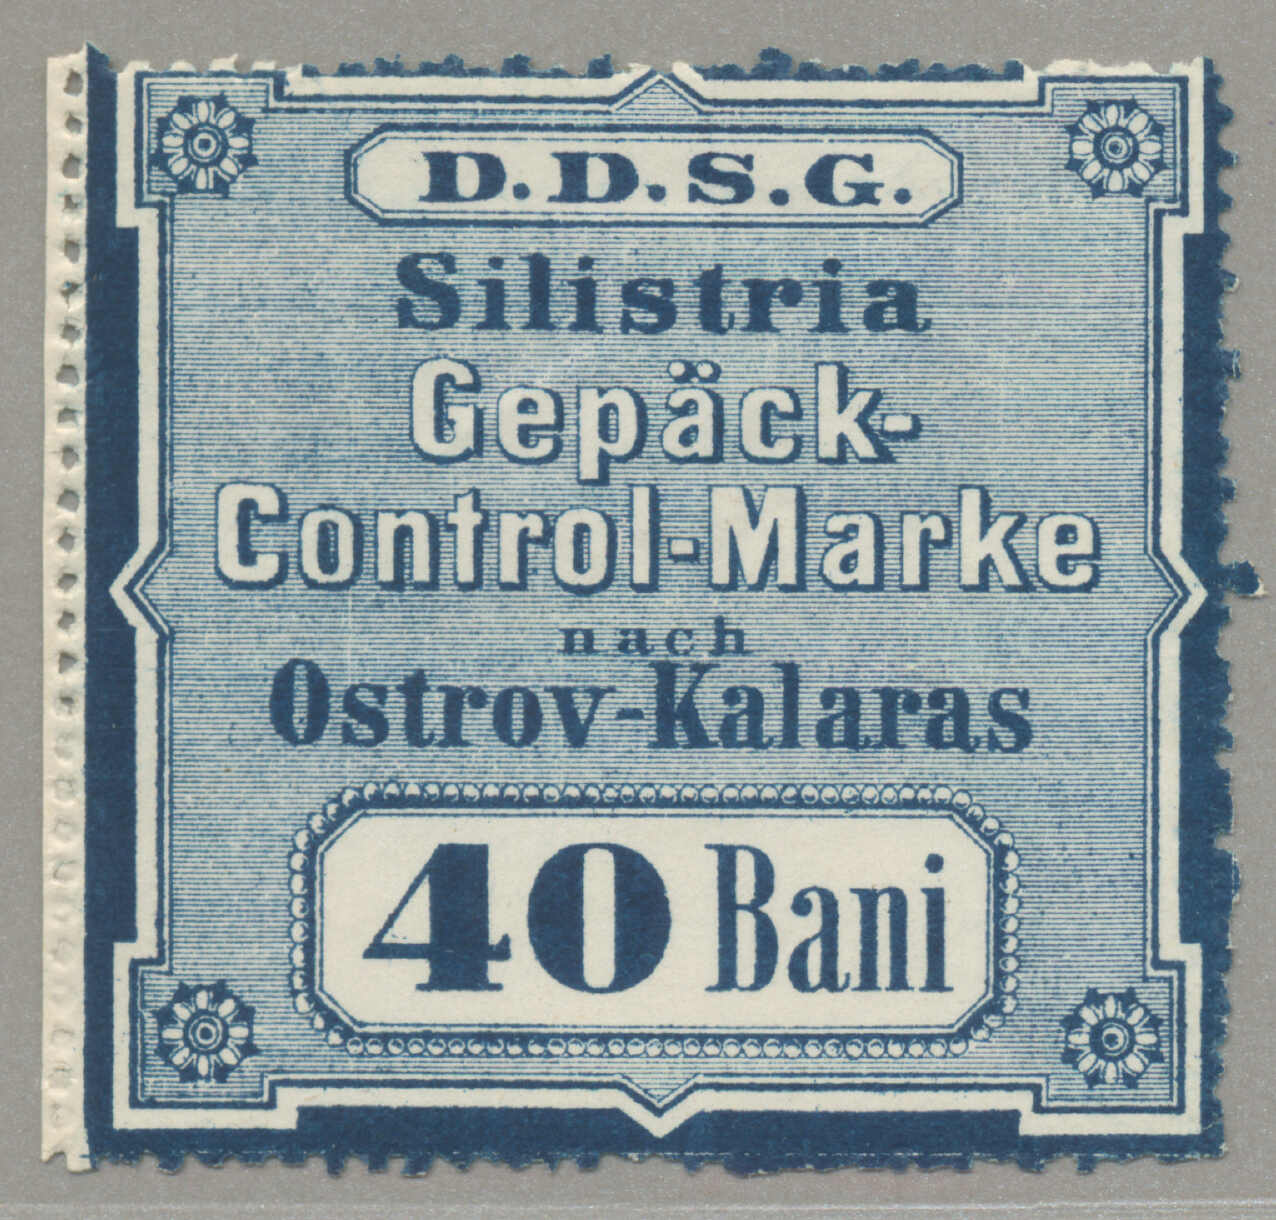 D.D.S.G.
Silistria
Gepäck-
Control-Marke
nach
Ostrov-Kalaras
40 Bani